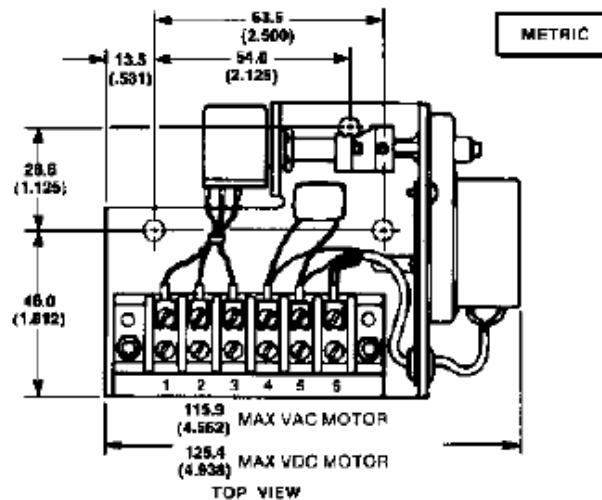 63.5
(2.500)
METRIC
13.5
(.531)
54.0
(2.125)
28.6
(1.125)
46.0
(1.812)
1 2 3 4 5 6
115.9
(4.562) MAX VAC MOTOR
125.4
(4.938) MAX VDC MOTOR
TOP VIEW